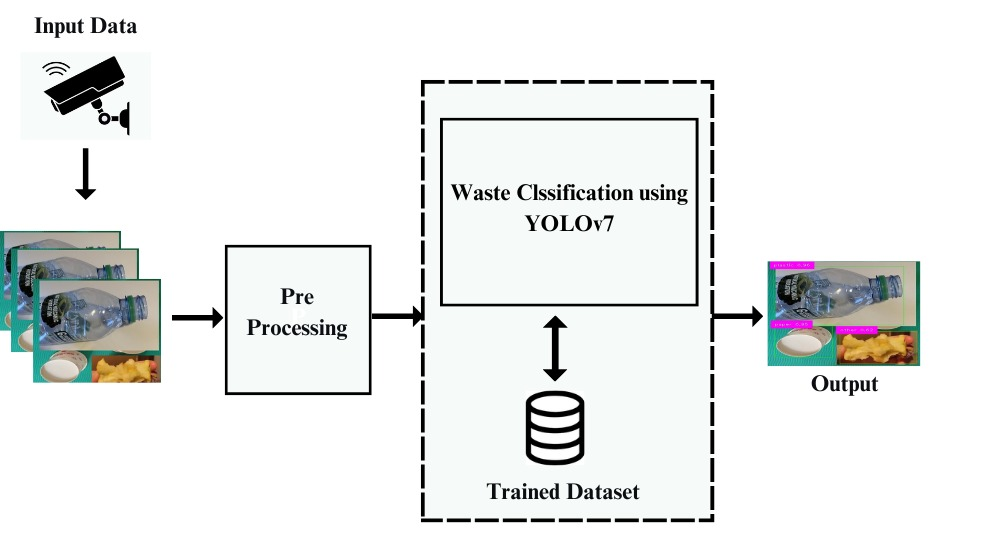 Input Data
Waste Clssification using
YOLOv7
Pre
Processing
Output
Trained Dataset